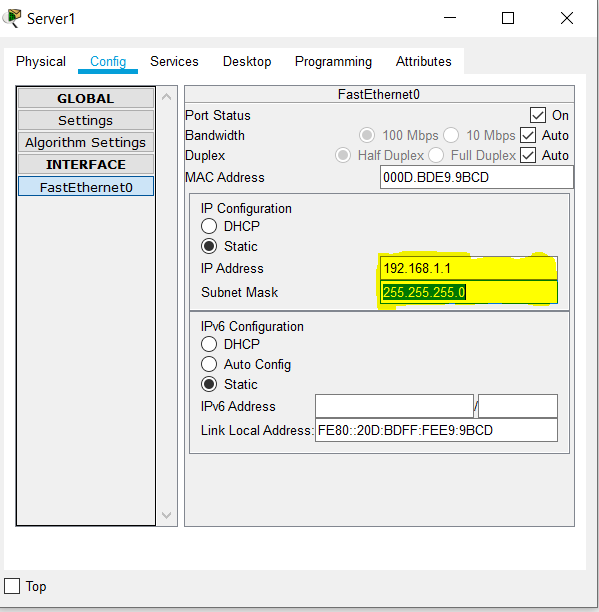 Server1
Physical Config Services Desktop Programming Attributes
GLOBAL
Settings
Algorithm Settings
INTERFACE
FastEthernet0
FastEthernet0
Port Status On
Bandwidth 100 Mbps 10 Mbps Auto
Duplex Half Duplex Full Duplex Auto
MAC Address 000D.BDE9.9BCD
IP Configuration
DHCP
Static
IP Address 192.168.1.1
Subnet Mask 255.255.255.0
IPv6 Configuration
DHCP
Auto Config
Static
IPv6 Address /
Link Local Address: FE80::20D:BDFF:FEE9:9BCD
Top